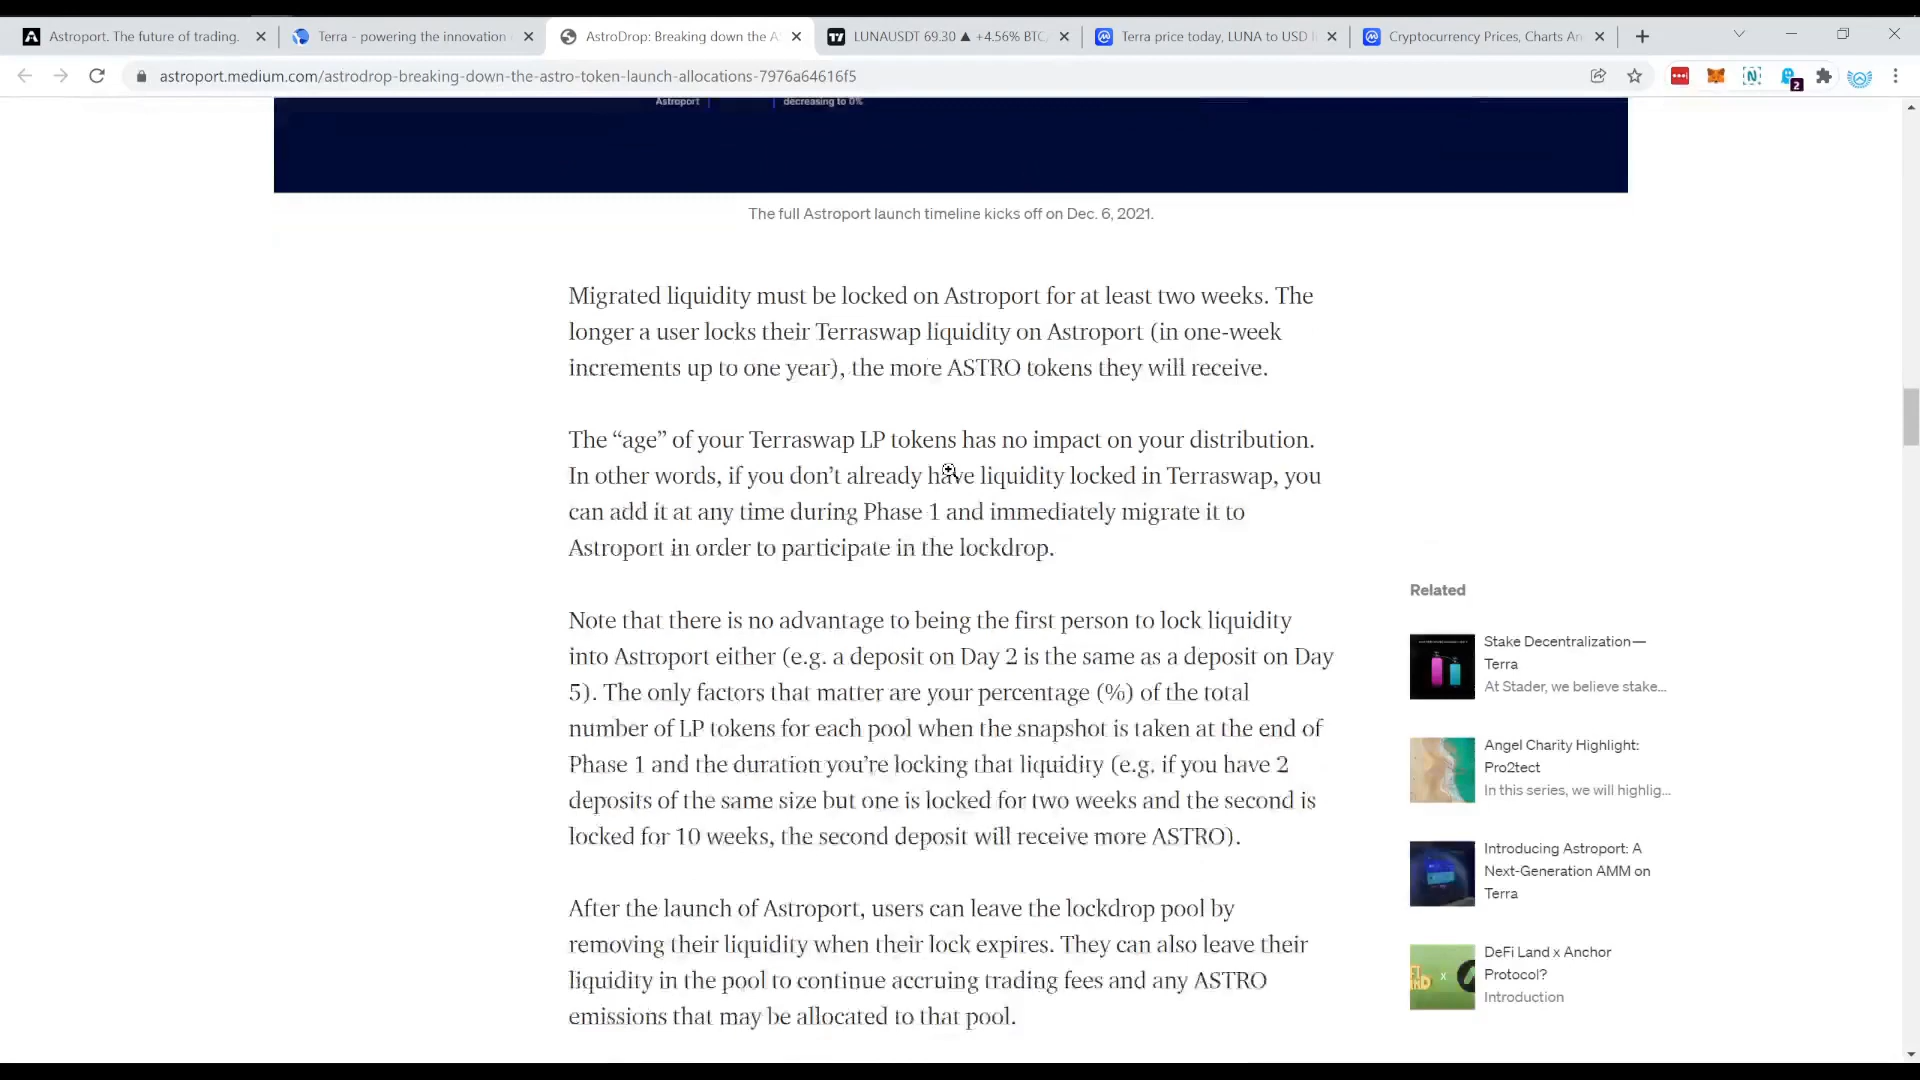 Astroport. The future of trading.
Terra - powering the innovation
AstroDrop: Breaking down the A
LUNAUSDT 69.30 ▲ +4.56% BTC
Terra price today, LUNA to USD l
Cryptocurrency Prices, Charts An
astroport.medium.com/astrodrop-breaking-down-the-astro-token-launch-allocations-7976a64616f5
2
Astroport
decreasing to 0%
The full Astroport launch timeline kicks off on Dec. 6, 2021.
Migrated liquidity must be locked on Astroport for at least two weeks. The
longer a user locks their Terraswap liquidity on Astroport (in one-week
increments up to one year), the more ASTRO tokens they will receive.
The “age” of your Terraswap LP tokens has no impact on your distribution.
In other words, if you don’t already have liquidity locked in Terraswap, you
can add it at any time during Phase 1 and immediately migrate it to
Astroport in order to participate in the lockdrop.
Note that there is no advantage to being the first person to lock liquidity
into Astroport either (e.g. a deposit on Day 2 is the same as a deposit on Day
5). The only factors that matter are your percentage (%) of the total
number of LP tokens for each pool when the snapshot is taken at the end of
Phase 1 and the duration you’re locking that liquidity (e.g. if you have 2
deposits of the same size but one is locked for two weeks and the second is
locked for 10 weeks, the second deposit will receive more ASTRO).
After the launch of Astroport, users can leave the lockdrop pool by
removing their liquidity when their lock expires. They can also leave their
liquidity in the pool to continue accruing trading fees and any ASTRO
emissions that may be allocated to that pool.
Related
Stake Decentralization—
Terra
At Stader, we believe stake...
Angel Charity Highlight:
Pro2tect
In this series, we will highlig...
Introducing Astroport: A
Next-Generation AMM on
Terra
DeFi Land x Anchor
Protocol?
Introduction